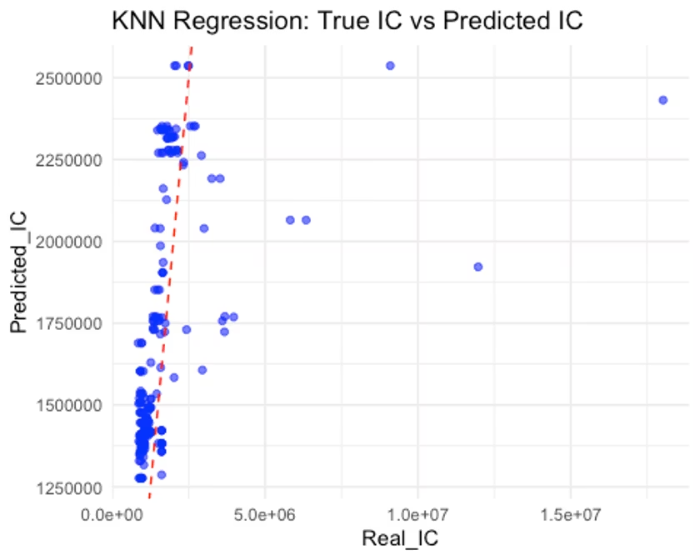 KNN Regression: True IC vs Predicted IC
2500000
2250000
2000000
1750000
1500000
1250000
Predicted_IC
0.0e+00 5.0e+06 1.0e+07 1.5e+07
Real_IC